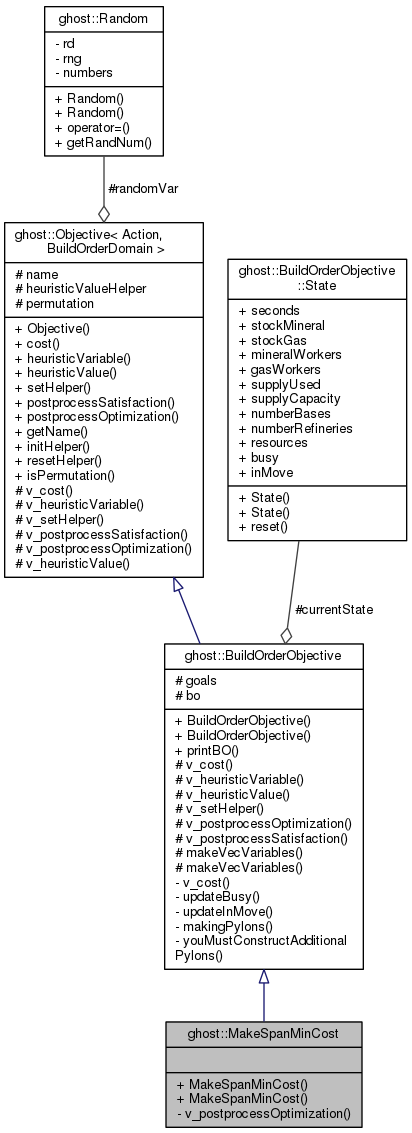 ghost::Random
- rd
- rng
- numbers
+ Random()
+ Random()
+ operator=()
+ getRandNum()
#randomVar
ghost::Objective< Action,
BuildOrderDomain >
# name
# heuristicValueHelper
# permutation
+ Objective()
+ cost()
+ heuristicVariable()
+ heuristicValue()
+ setHelper()
+ postprocessSatisfaction()
+ postprocessOptimization()
+ getName()
+ initHelper()
+ resetHelper()
+ isPermutation()
# v_cost()
# v_heuristicVariable()
# v_setHelper()
# v_postprocessSatisfaction()
# v_postprocessOptimization()
# v_heuristicValue()
ghost::BuildOrderObjective
::State
+ seconds
+ stockMineral
+ stockGas
+ mineralWorkers
+ gasWorkers
+ supplyUsed
+ supplyCapacity
+ numberBases
+ numberRefineries
+ resources
+ busy
+ inMove
+ State()
+ State()
+ reset()
#currentState
ghost::BuildOrderObjective
# goals
# bo
+ BuildOrderObjective()
+ BuildOrderObjective()
+ printBO()
# v_cost()
# v_heuristicVariable()
# v_heuristicValue()
# v_setHelper()
# v_postprocessOptimization()
# v_postprocessSatisfaction()
# makeVecVariables()
# makeVecVariables()
- v_cost()
- updateBusy()
- updateInMove()
- makingPylons()
- youMustConstructAdditional
Pylons()
ghost::MakeSpanMinCost
+ MakeSpanMinCost()
+ MakeSpanMinCost()
- v_postprocessOptimization()